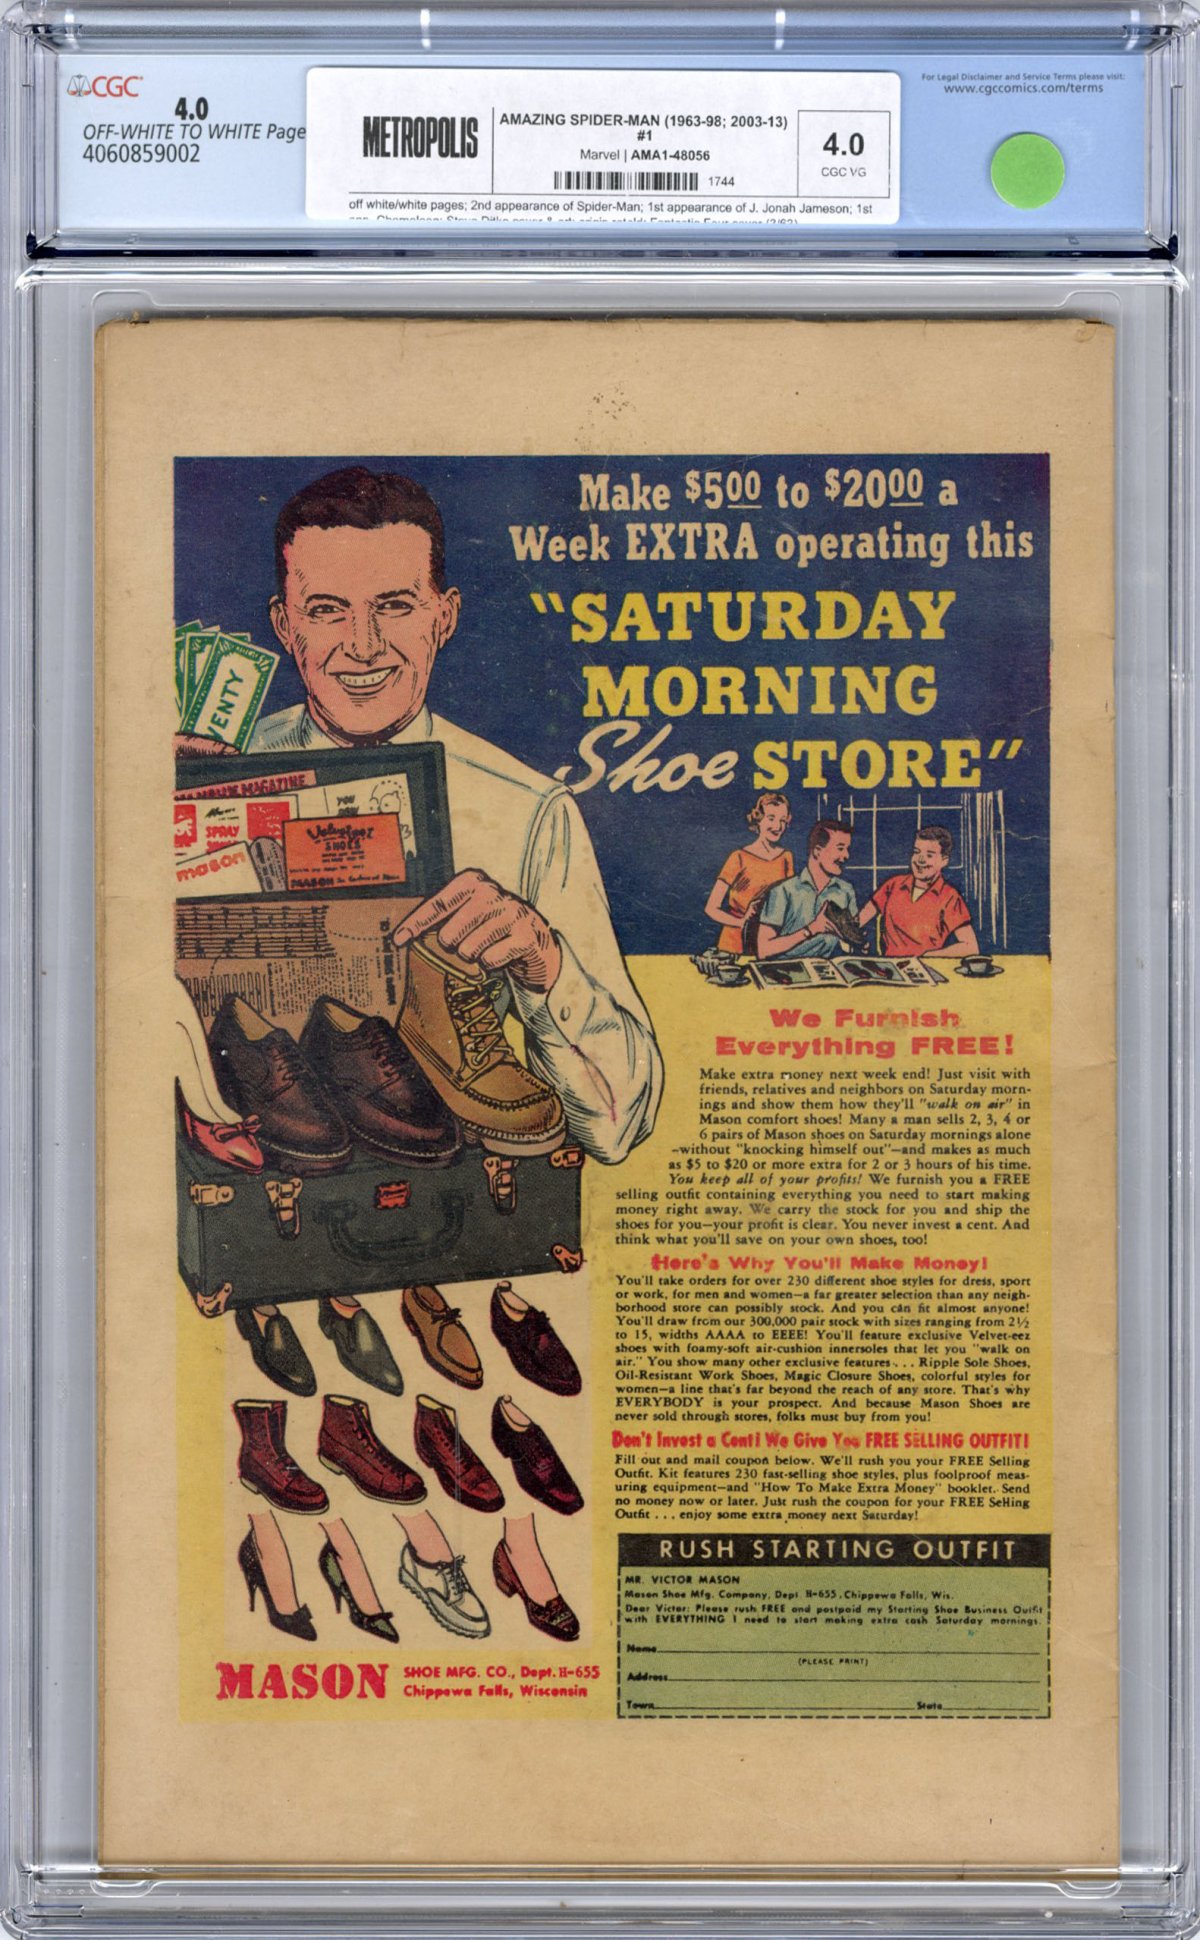 CGC
4.0
OFF-WHITE TO WHITE Page
4060859002
METROPOLIS
AMAZING SPIDER-MAN (1963-98; 2003-13)
#1
Marvel | AMA1-48056
1744
4.0
CGC VG
off white/white pages; 2nd appearance of Spider-Man; 1st appearance of J. Jonah Jameson; 1st
For Legal Disclaimer and Service Terms please visit:
www.cgccomics.com/terms
Make $500 to $2000 a
Week EXTRA operating this
"SATURDAY
MORNING
Shoe STORE"
VENTY
MAGAZINE
SPRAY
YOU
Velvet-eez
SHOES
mason
MASON
We Furnish
Everything FREE!
Make extra money next week end! Just visit with
friends, relatives and neighbors on Saturday morn-
ings and show them how they'll "walk on air" in
Mason comfort shoes! Many a man sells 2, 3, 4 or
6 pairs of Mason shoes on Saturday mornings alone
-without "knocking himself out"—and makes as much
as $5 to $20 or more extra for 2 or 3 hours of his time.
You keep all of your profits! We furnish you a FREE
selling outfit containing everything you need to start making
money right away. We carry the stock for you and ship the
shoes for you—your profit is clear. You never invest a cent. And
think what you'll save on your own shoes, too!
Here's Why You'll Make Money!
You'll take orders for over 230 different shoe styles for dress, sport
or work, for men and women—a far greater selection than any neigh-
borhood store can possibly stock. And you can fit almost anyone!
You'll draw from our 300,000 pair stock with sizes ranging from 2½
to 15, widths AAAA to EEEE! You'll feature exclusive Velvet-eez
shoes with foamy-soft air-cushion innersoles that let you "walk on
air." You show many other exclusive features . . . Ripple Sole Shoes,
Oil-Resistant Work Shoes, Magic Closure Shoes, colorful styles for
women—a line that's far beyond the reach of any store. That's why
EVERYBODY is your prospect. And because Mason Shoes are
never sold through stores, folks must buy from you!
Don't Invest a Cent! We Give You FREE SELLING OUTFIT!
Fill out and mail coupon below. We'll rush you your FREE Selling
Outfit. Kit features 230 fast-selling shoe styles, plus foolproof meas-
uring equipment—and "How To Make Extra Money" booklet. Send
no money now or later. Just rush the coupon for your FREE Selling
Outfit . . . enjoy some extra money next Saturday!
RUSH STARTING OUTFIT
MR. VICTOR MASON
Mason Shoe Mfg. Company, Dept. H-655, Chippewa Falls, Wis.
Dear Victor: Please rush FREE and postpaid my Starting Shoe Business Outfit
with EVERYTHING I need to start making extra cash Saturday mornings.
Name
(PLEASE PRINT)
Address
Town State
MASON SHOE MFG. CO., Dept. H-655
Chippewa Falls, Wisconsin